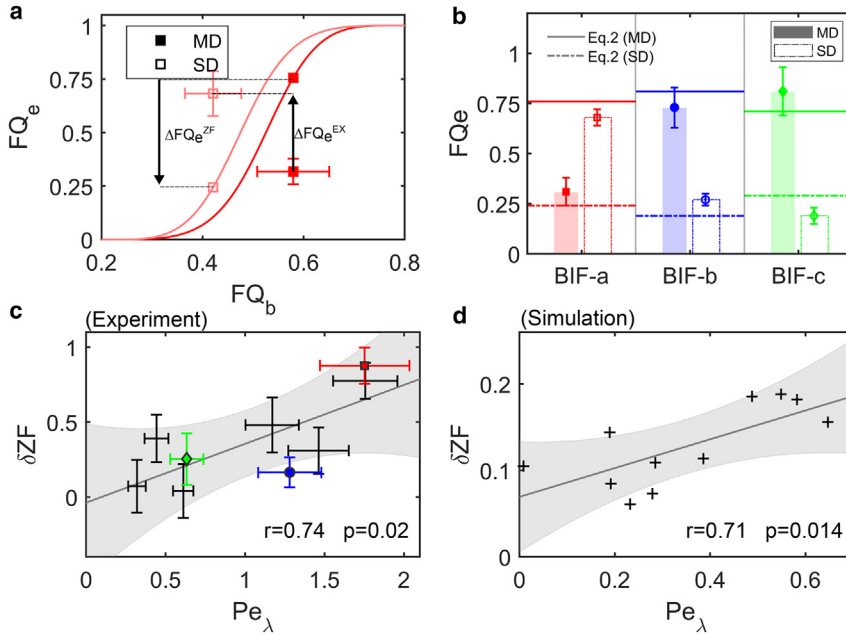 a
MD
SD
ΔFQeZF
ΔFQeEX
FQe
1
0.75
0.5
0.25
0
0.2
0.4
0.6
0.8
FQb
b
Eq.2 (MD)
Eq.2 (SD)
MD
SD
FQe
1
0.75
0.5
0.25
0
BIF-a
BIF-b
BIF-c
c
(Experiment)
δZF
1
0.5
0
r=0.74 p=0.02
0
0.5
1
1.5
2
Peλ
d
(Simulation)
δZF
0.2
0.1
0
r=0.71 p=0.014
0
0.2
0.4
0.6
Peλ